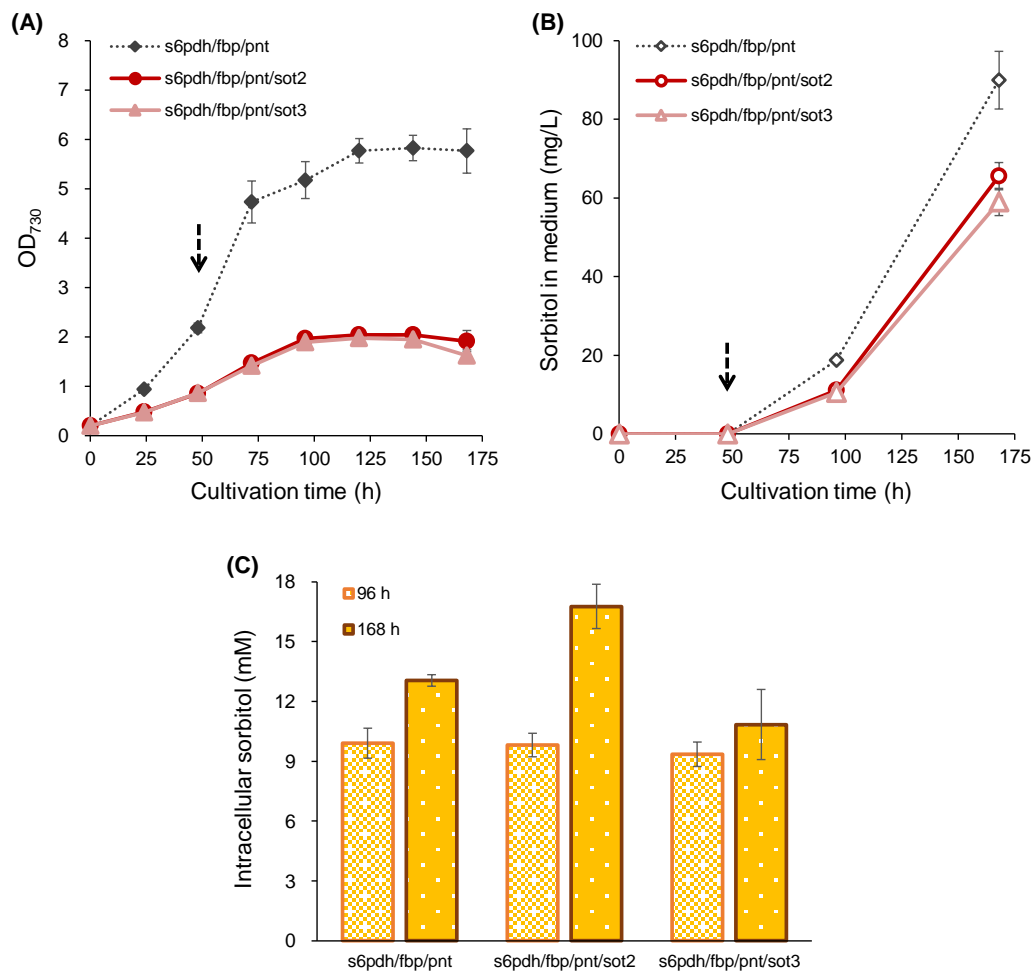 (A)
8
7
6
5
4
3
2
1
0
OD730
s6pdh/fbp/pnt
s6pdh/fbp/pnt/sot2
s6pdh/fbp/pnt/sot3
0 25 50 75 100 125 150 175
Cultivation time (h)
(B)
100
80
60
40
20
0
Sorbitol in medium (mg/L)
s6pdh/fbp/pnt
s6pdh/fbp/pnt/sot2
s6pdh/fbp/pnt/sot3
0 25 50 75 100 125 150 175
Cultivation time (h)
(C)
18
15
12
9
6
3
0
Intracellular sorbitol (mM)
96 h
168 h
s6pdh/fbp/pnt s6pdh/fbp/pnt/sot2 s6pdh/fbp/pnt/sot3